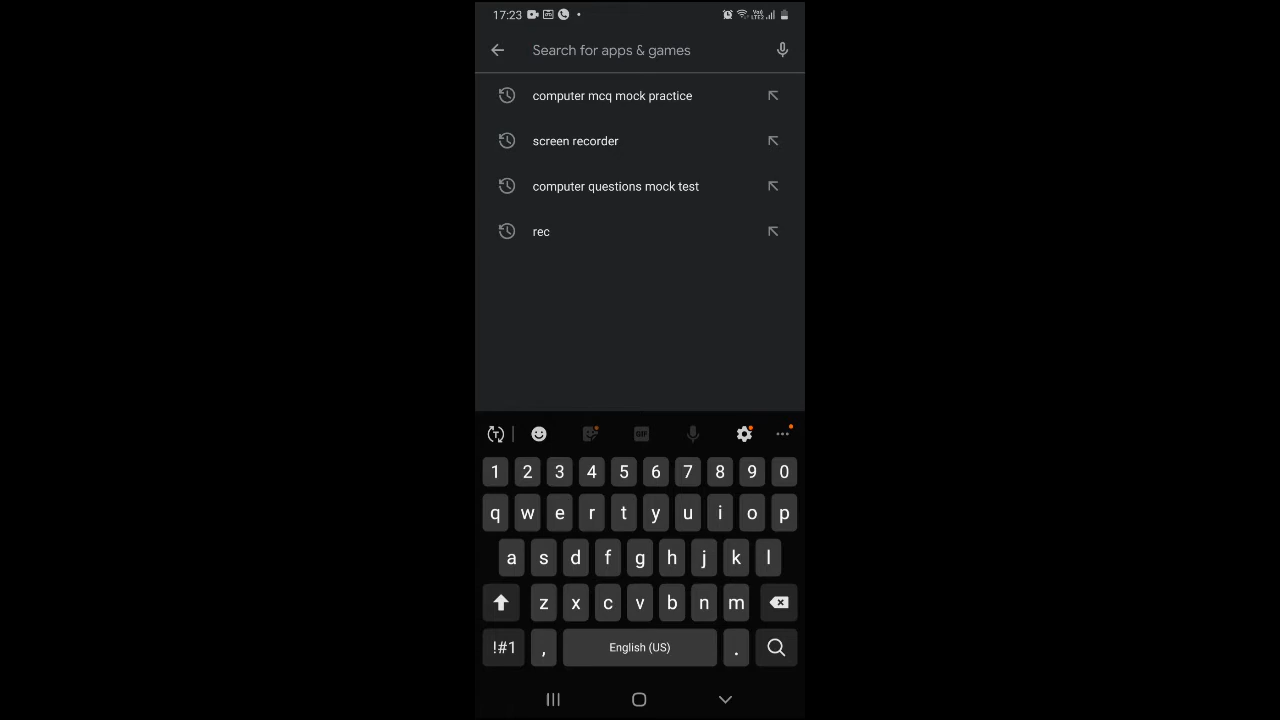 17:23
Search for apps & games
computer mcq mock practice
screen recorder
computer questions mock test
rec
GIF
1 2 3 4 5 6 7 8 9 0
q w e r t y u i o p
a s d f g h j k l
z x c v b n m
!#1 , English (US) .